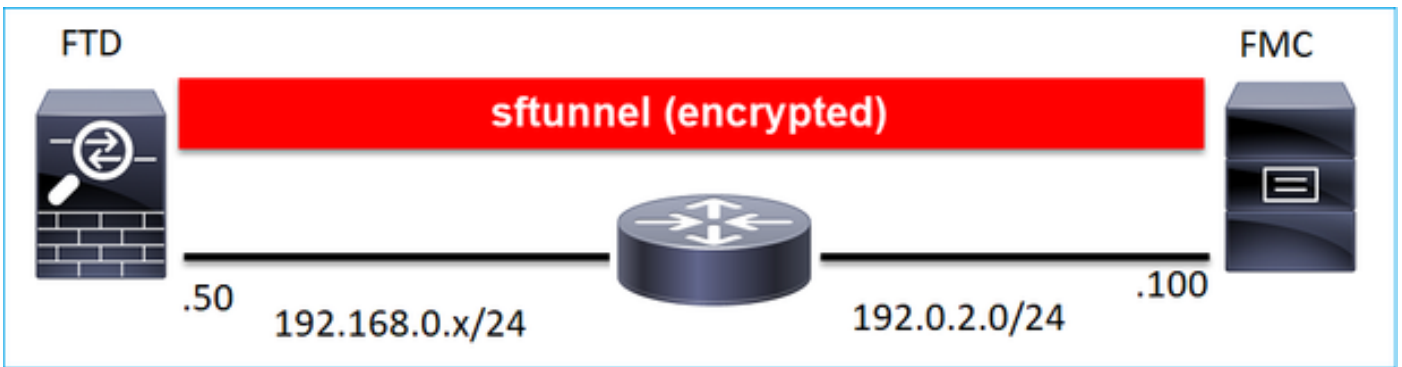 FTD
FMC
sftunnel (encrypted)
.50
.100
192.168.0.x/24
192.0.2.0/24